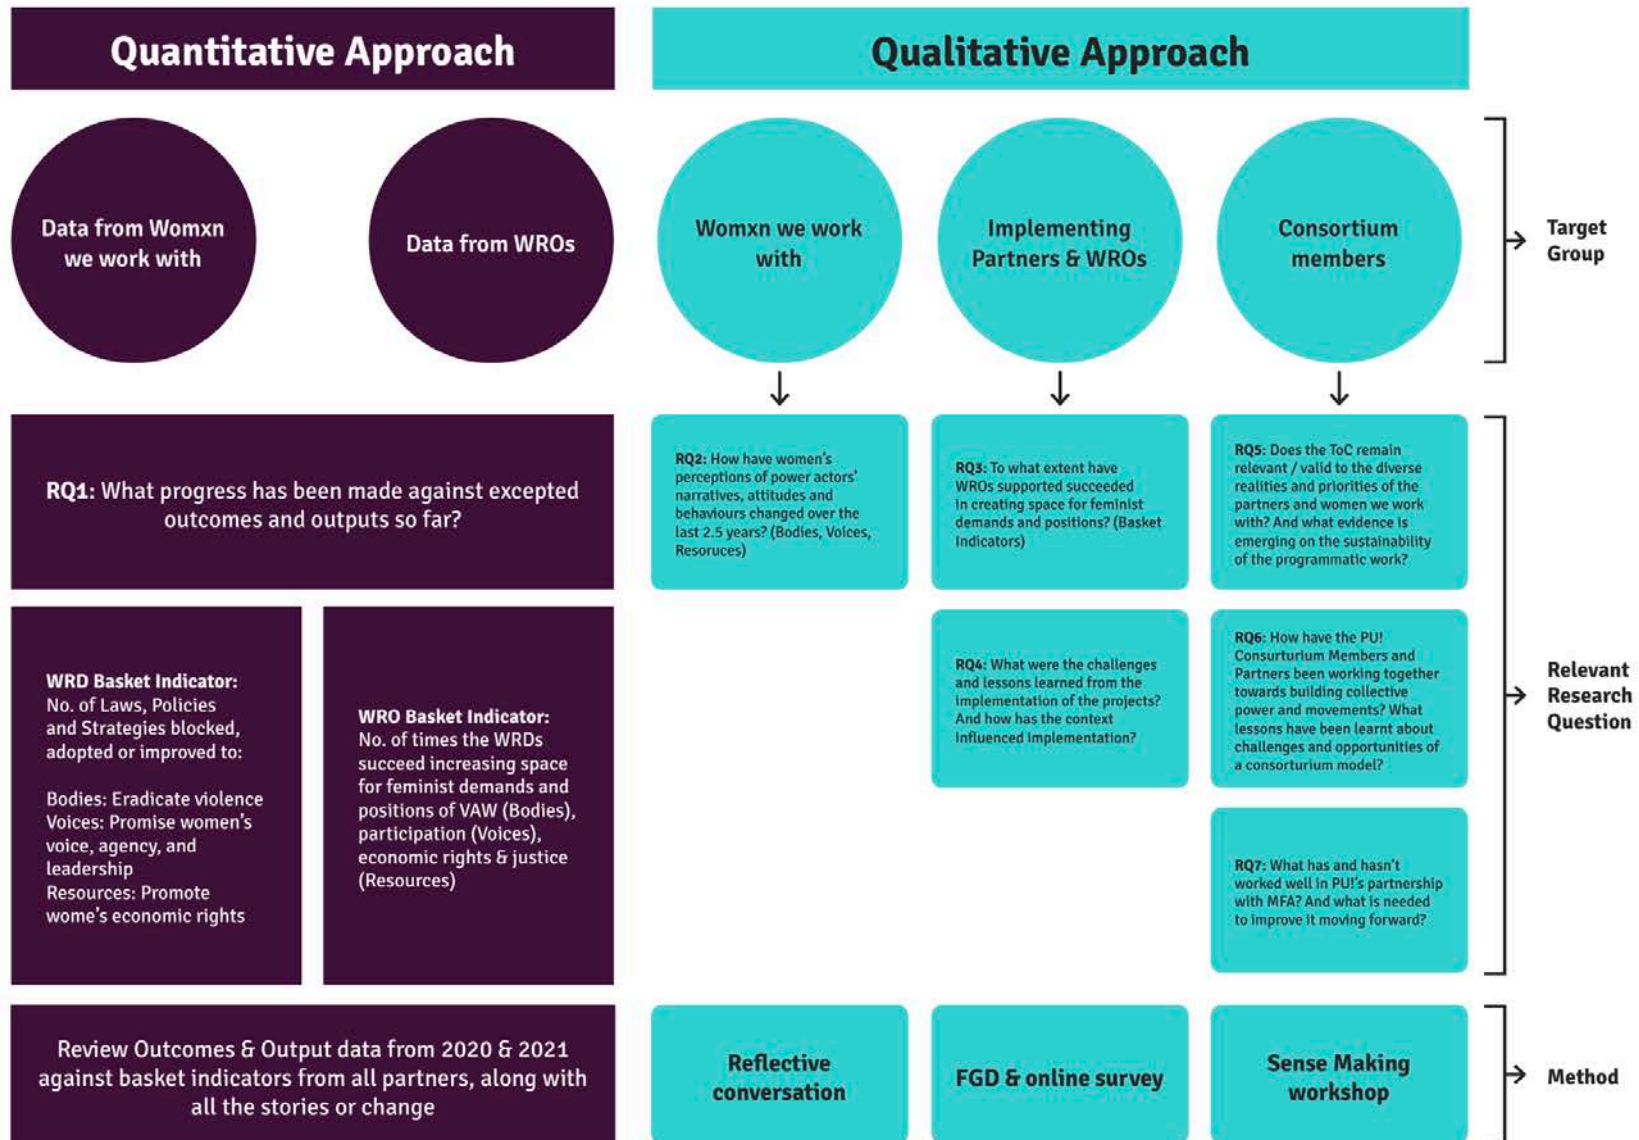 Quantitative Approach
Qualitative Approach
Data from Womxn
we work with
Data from WROs
Womxn we work
with
Implementing
Partners & WROs
Consortium
members
Target
Group
RQ1: What progress has been made against excepted
outcomes and outputs so far?
RQ2: How have women's
perceptions of power actors'
narratives, attitudes and
behaviours changed over the
last 2.5 years? (Bodies, Voices,
Resoruces)
RQ3: To what extent have
WROs supported succeeded
in creating space for feminist
demands and positions? (Basket
Indicators)
RQ5: Does the ToC remain
relevant / valid to the diverse
realities and priorities of the
partners and women we work
with? And what evidence is
emerging on the sustainability
of the programmatic work?
WRD Basket Indicator:
No. of Laws, Policies
and Strategies blocked,
adopted or improved to:
Bodies: Eradicate violence
Voices: Promise women's
voice, agency, and
leadership
Resources: Promote
wome's economic rights
WRO Basket Indicator:
No. of times the WRDs
succeed increasing space
for feminist demands and
positions of VAW (Bodies),
participation (Voices),
economic rights & justice
(Resources)
RQ4: What were the challenges
and lessons learned from the
implementation of the projects?
And how has the context
Influenced implementation?
RQ6: How have the PU!
Consurturium Members and
Partners been working together
towards building collective
power and movements? What
lessons have been learnt about
challenges and opportunities of
a consorturium model?
RQ7: What has and hasn't
worked well in PU!'s partnership
with MFA? And what is needed
to improve it moving forward?
Relevant
Research
Question
Review Outcomes & Output data from 2020 & 2021
against basket indicators from all partners, along with
all the stories or change
Reflective
conversation
FGD & online survey
Sense Making
workshop
Method